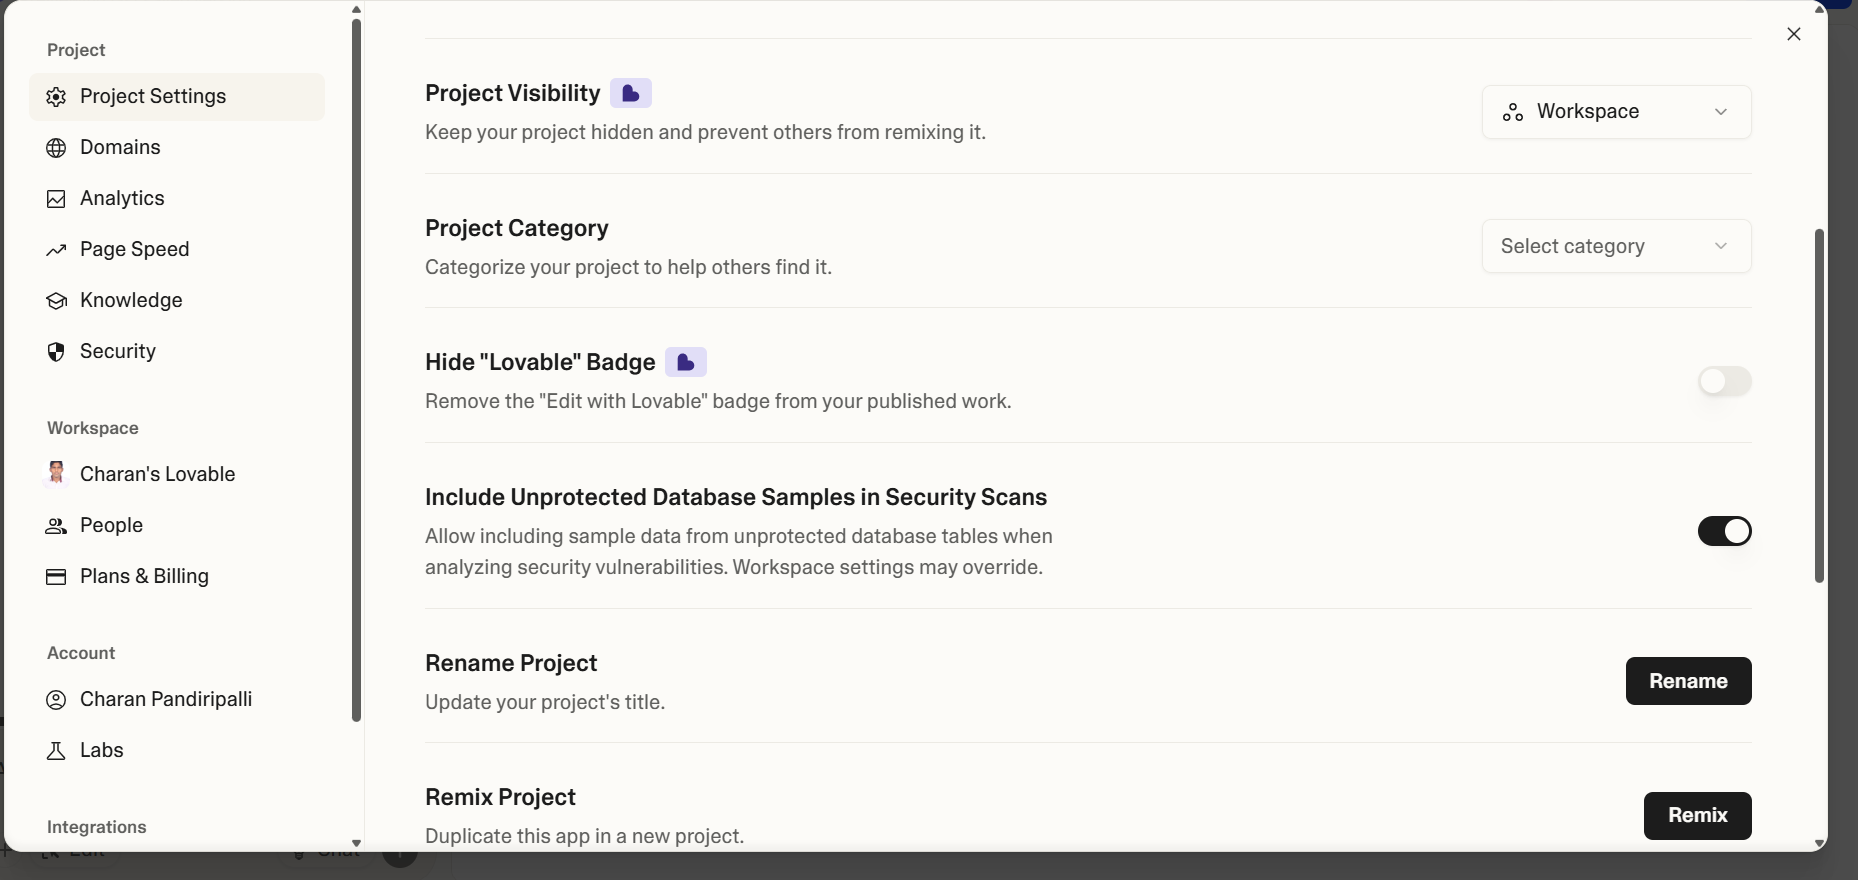 Project
Project Settings
Domains
Analytics
Page Speed
Knowledge
Security
Workspace
Charan's Lovable
People
Plans & Billing
Account
Charan Pandiripalli
Labs
Integrations
Project Visibility
Keep your project hidden and prevent others from remixing it.
Workspace
Project Category
Categorize your project to help others find it.
Select category
Hide "Lovable" Badge
Remove the "Edit with Lovable" badge from your published work.
Include Unprotected Database Samples in Security Scans
Allow including sample data from unprotected database tables when
analyzing security vulnerabilities. Workspace settings may override.
Rename Project
Update your project's title.
Rename
Remix Project
Duplicate this app in a new project.
Remix
Edit
Chat